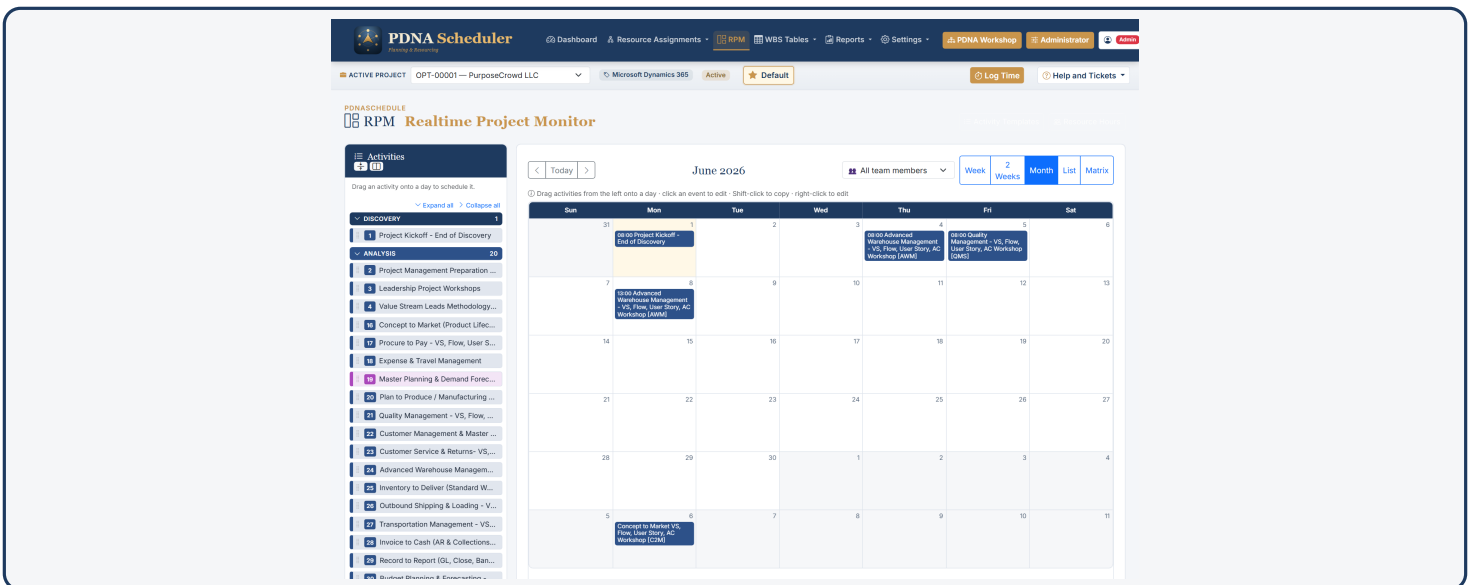 PDNA Scheduler
Planning & Resourcing
Dashboard
Resource Assignments
RPM
WBS Tables
Reports
Settings
PDNA Workshop
Administrator
Admin
ACTIVE PROJECT
OPT-00001 — PurposeCrowd LLC
Microsoft Dynamics 365
Active
Default
Log Time
Help and Tickets
PDNASCHEDULE
RPM Realtime Project Monitor
Activities
Drag an activity onto a day to schedule it.
Expand all
Collapse all
DISCOVERY 1
1 Project Kickoff - End of Discovery
ANALYSIS 20
2 Project Management Preparation ...
3 Leadership Project Workshops
4 Value Stream Leads Methodology...
16 Concept to Market (Product Lifec...
17 Procure to Pay - VS, Flow, User S...
18 Expense & Travel Management
19 Master Planning & Demand Forec...
20 Plan to Produce / Manufacturing ...
21 Quality Management - VS, Flow, ...
22 Customer Management & Master ...
23 Customer Service & Returns- VS,...
24 Advanced Warehouse Managem...
25 Inventory to Deliver (Standard W...
26 Outbound Shipping & Loading - V...
27 Transportation Management - VS...
28 Invoice to Cash (AR & Collections...
29 Record to Report (GL, Close, Ban...
30 Budget Planning & Forecasting -
Today
June 2026
All team members
Week
2
Weeks
Month
List
Matrix
Drag activities from the left onto a day · click an event to edit · Shift-click to copy · right-click to edit
Sun Mon Tue Wed Thu Fri Sat
31 1 2 3 4 5 6
08:00 Project Kickoff -
End of Discovery
08:00 Advanced
Warehouse Management
- VS, Flow, User Story, AC
Workshop [AWM]
08:00 Quality
Management - VS, Flow,
User Story, AC Workshop
[QMS]
7 8 9 10 11 12 13
13:00 Advanced
Warehouse Management
- VS, Flow, User Story, AC
Workshop [AWM]
14 15 16 17 18 19 20
21 22 23 24 25 26 27
28 29 30 1 2 3 4
5 6 7 8 9 10 11
Concept to Market VS,
Flow, User Story, AC
Workshop [C2M]